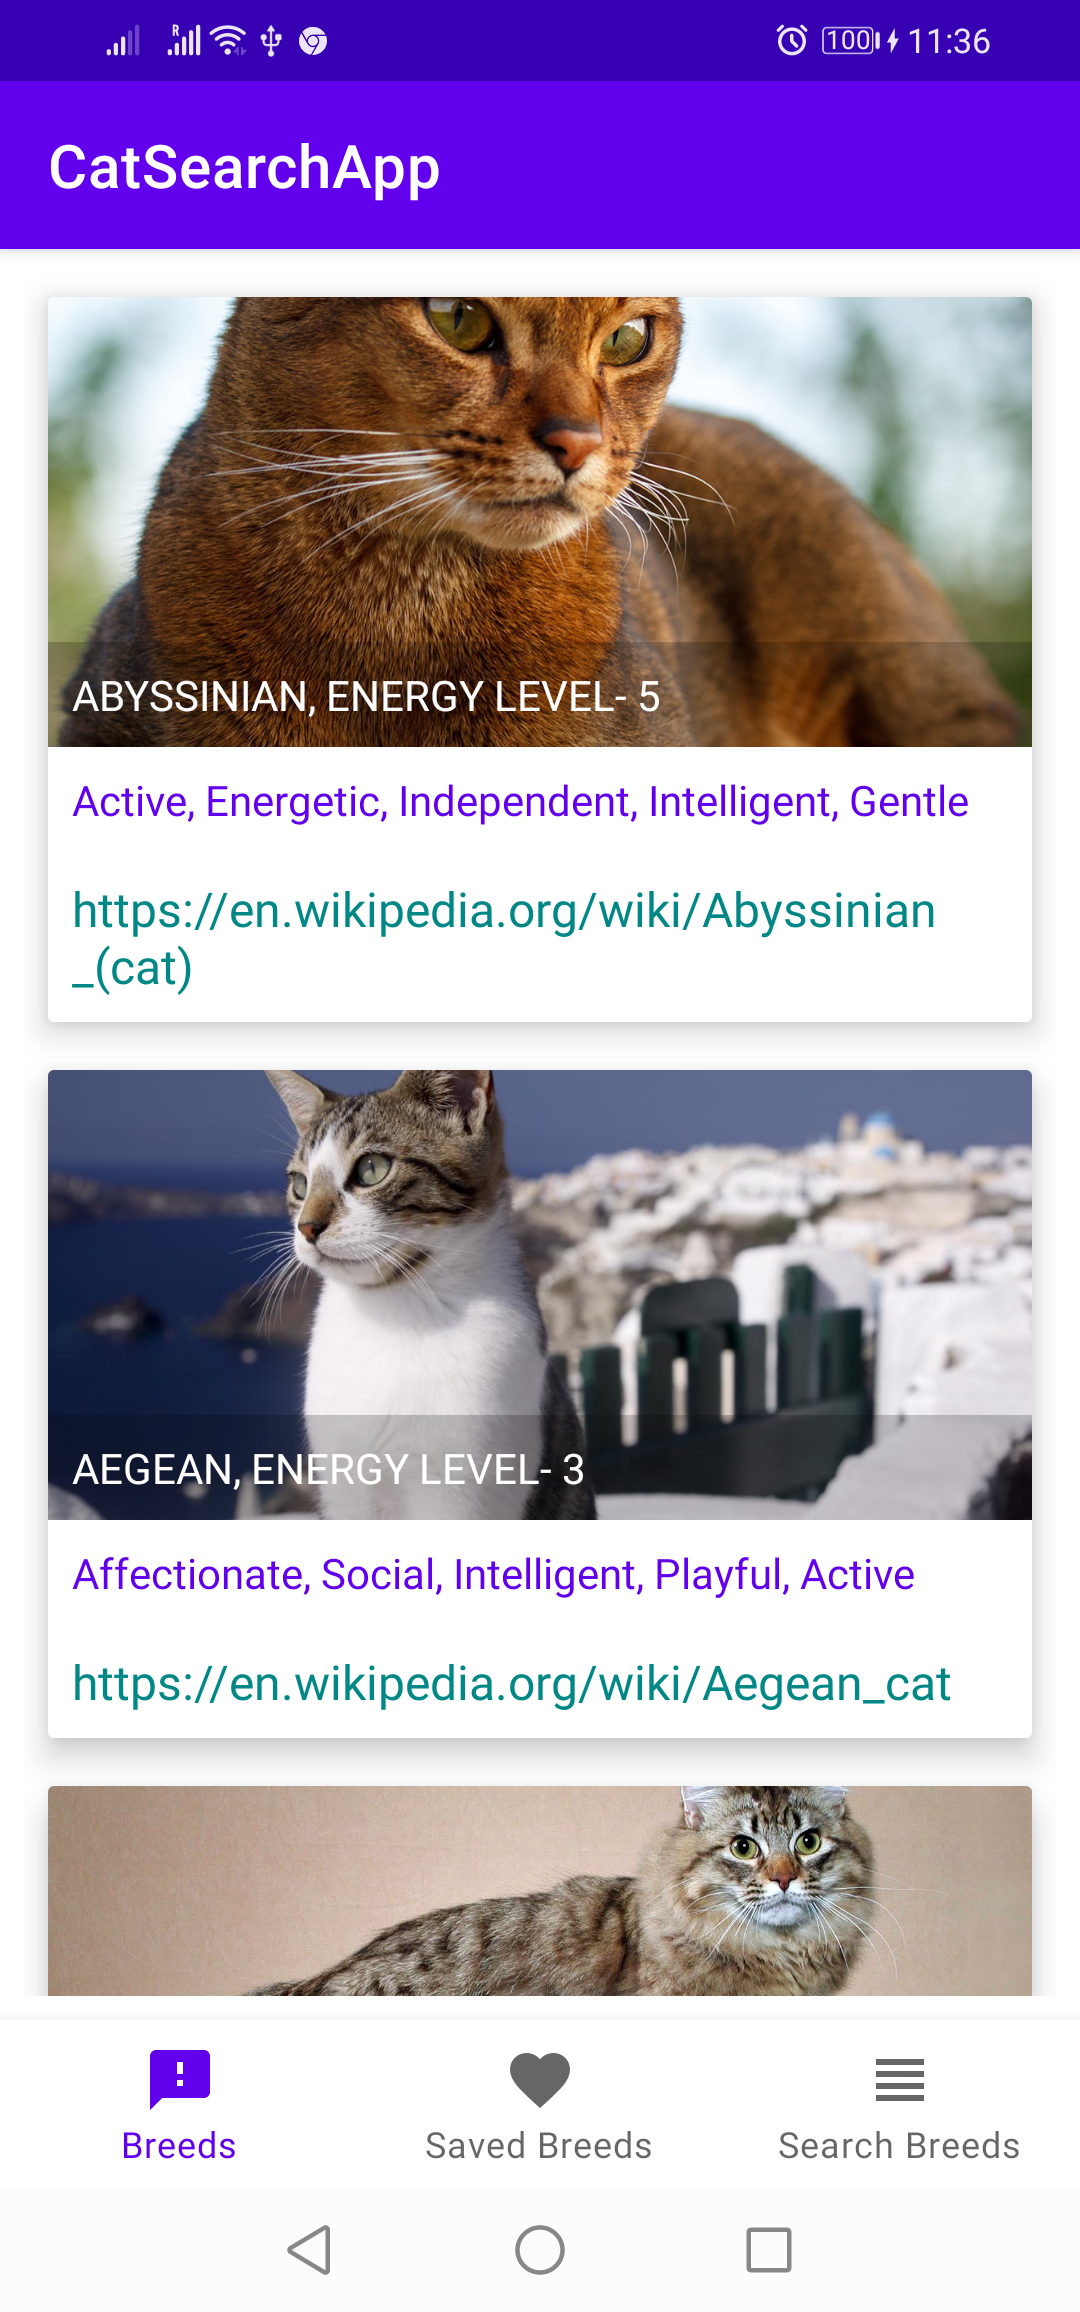 R
100
11:36
CatSearchApp
ABYSSINIAN, ENERGY LEVEL- 5
Active, Energetic, Independent, Intelligent, Gentle
https://en.wikipedia.org/wiki/Abyssinian
_(cat)
AEGEAN, ENERGY LEVEL- 3
Affectionate, Social, Intelligent, Playful, Active
https://en.wikipedia.org/wiki/Aegean_cat
Breeds
Saved Breeds
Search Breeds